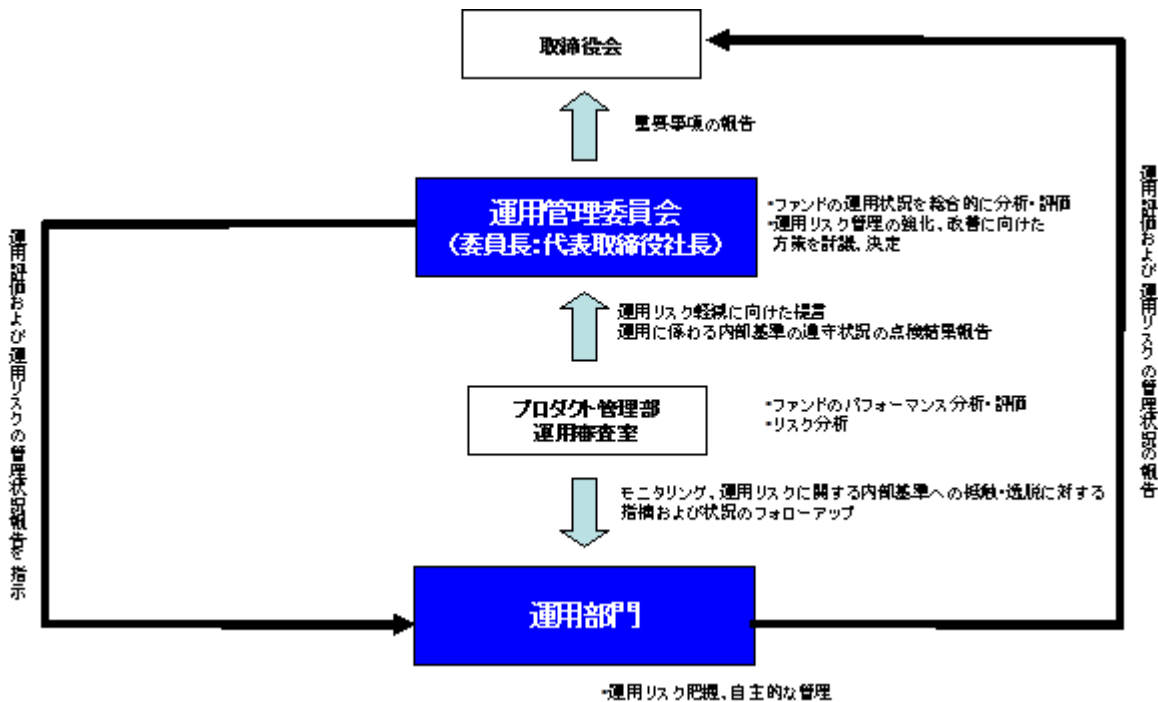 取締役会
重要事項の報告
運用管理委員会
(委員長:代表取締役社長)
・ファンドの運用状況を総合的に分析・評価
・運用リスク管理の強化、改善に向けた
方策を討議、決定
運用リスク軽減に向けた提言
運用に係わる内部基準の遵守状況の点検結果報告
プロダクト管理部
運用審査室
・ファンドのパフォーマンス分析・評価
・リスク分析
モニタリング、運用リスクに関する内部基準への抵触・逸脱に対する
指摘および状況のフォローアップ
運用部門
・運用リスク把握、自主的な管理
運用評価および運用リスクの管理状況報告を指示
運用評価および運用リスクの管理状況の報告